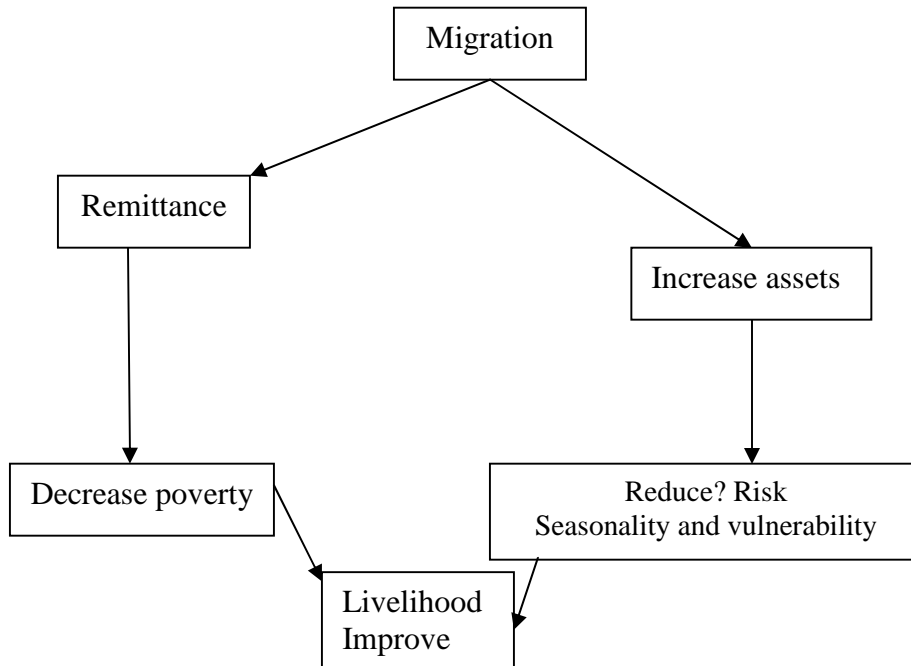 Migration
Remittance
Increase assets
Decrease poverty
Reduce? Risk
Seasonality and vulnerability
Livelihood
Improve